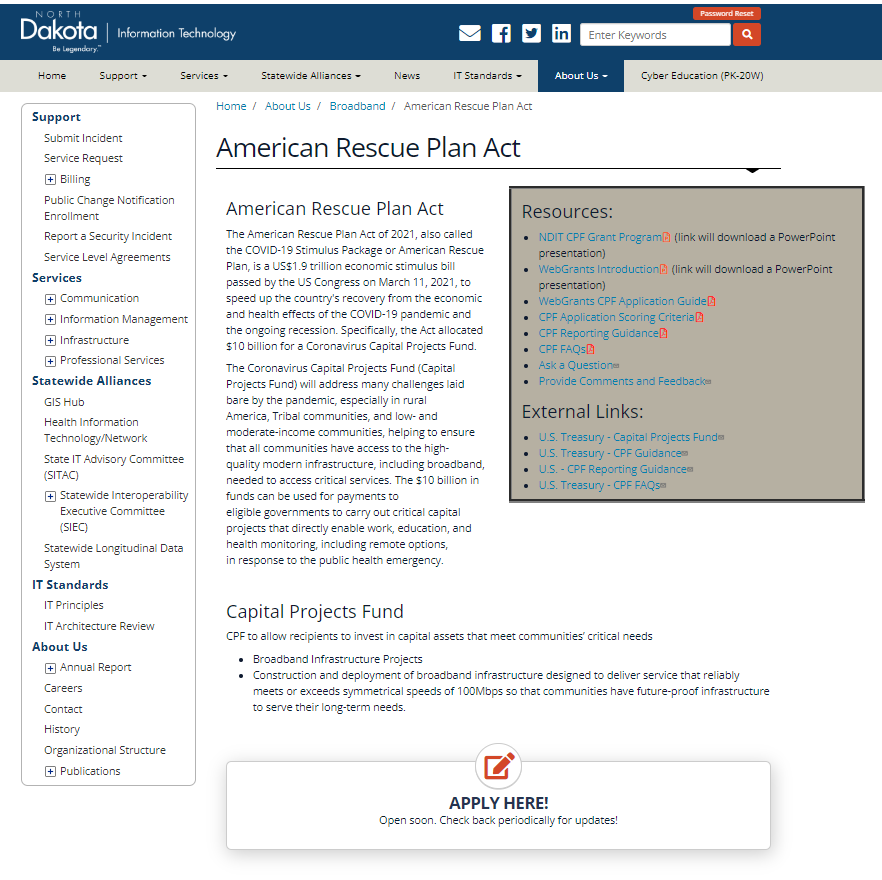 Password Reset
NORTH
Dakota
Be Legendary.™
Information Technology
Enter Keywords
Home
Support
Services
Statewide Alliances
News
IT Standards
About Us
Cyber Education (PK-20W)
Support
Submit Incident
Service Request
Billing
Public Change Notification
Enrollment
Report a Security Incident
Service Level Agreements
Services
Communication
Information Management
Infrastructure
Professional Services
Statewide Alliances
GIS Hub
Health Information
Technology/Network
State IT Advisory Committee
(SITAC)
Statewide Interoperability
Executive Committee
(SIEC)
Statewide Longitudinal Data
System
IT Standards
IT Principles
IT Architecture Review
About Us
Annual Report
Careers
Contact
History
Organizational Structure
Publications
Home / About Us / Broadband / American Rescue Plan Act
American Rescue Plan Act
American Rescue Plan Act
The American Rescue Plan Act of 2021, also called
the COVID-19 Stimulus Package or American Rescue
Plan, is a US$1.9 trillion economic stimulus bill
passed by the US Congress on March 11, 2021, to
speed up the country's recovery from the economic
and health effects of the COVID-19 pandemic and
the ongoing recession. Specifically, the Act allocated
$10 billion for a Coronavirus Capital Projects Fund.
The Coronavirus Capital Projects Fund (Capital
Projects Fund) will address many challenges laid
bare by the pandemic, especially in rural
America, Tribal communities, and low- and
moderate-income communities, helping to ensure
that all communities have access to the high-
quality modern infrastructure, including broadband,
needed to access critical services. The $10 billion in
funds can be used for payments to
eligible governments to carry out critical capital
projects that directly enable work, education, and
health monitoring, including remote options,
in response to the public health emergency.
Resources:
NDIT CPF Grant Program (link will download a PowerPoint
presentation)
WebGrants Introduction (link will download a PowerPoint
presentation)
WebGrants CPF Application Guide
CPF Application Scoring Criteria
CPF Reporting Guidance
CPF FAQs
Ask a Question
Provide Comments and Feedback
External Links:
U.S. Treasury - Capital Projects Fund
U.S. Treasury - CPF Guidance
U.S. - CPF Reporting Guidance
U.S. Treasury - CPF FAQs
Capital Projects Fund
CPF to allow recipients to invest in capital assets that meet communities' critical needs
Broadband Infrastructure Projects
Construction and deployment of broadband infrastructure designed to deliver service that reliably
meets or exceeds symmetrical speeds of 100Mbps so that communities have future-proof infrastructure
to serve their long-term needs.
APPLY HERE!
Open soon. Check back periodically for updates!